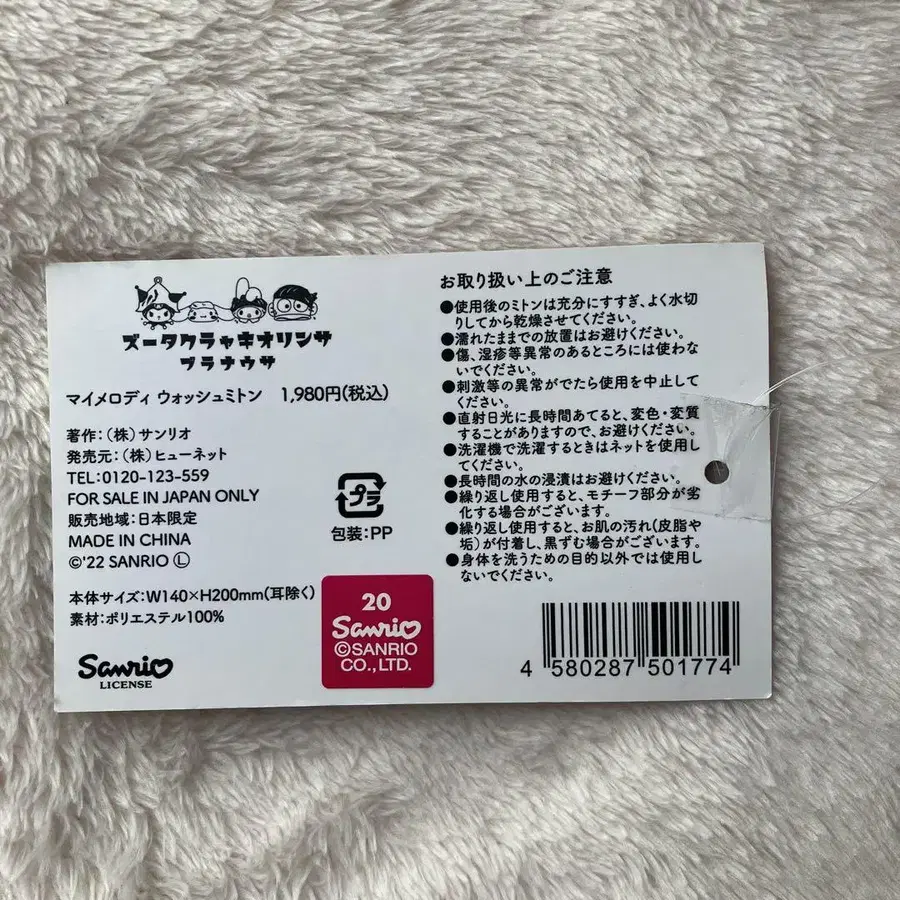 ズータクラャキオリンサ
プラナウサ
マイメロディ ウォッシュミトン 1,980円(税込)
著作:(株)サンリオ
発売元:(株)ヒューネット
TEL:0120-123-559
FOR SALE IN JAPAN ONLY
販売地域:日本限定
MADE IN CHINA
©'22 SANRIO Ⓛ
本体サイズ:W140×H200mm(耳除く)
素材:ポリエステル100%
Sanrio
LICENSE
プラ
包装:PP
20
Sanrio
©SANRIO
CO.,LTD.
お取り扱い上のご注意
●使用後のミトンは充分にすすぎ、よく水切
りしてから乾燥させてください。
●濡れたままでの放置はお避けください。
●傷、湿疹等異常のあるところには使わな
いでください。
●刺激等の異常がでたら使用を中止して
ください。
●直射日光に長時間あてると、変色・変質
することがありますので、お避けください。
●洗濯機で洗濯するときはネットを使用し
てください。
●長時間の水の浸漬はお避けください。
●繰り返し使用すると、モチーフ部分が劣
化する場合がございます。
●繰り返し使用すると、お肌の汚れ(皮脂や
垢)が付着し、黒ずむ場合がございます。
●身体を洗うための目的以外では使用し
ないでください。
4 580287 501774